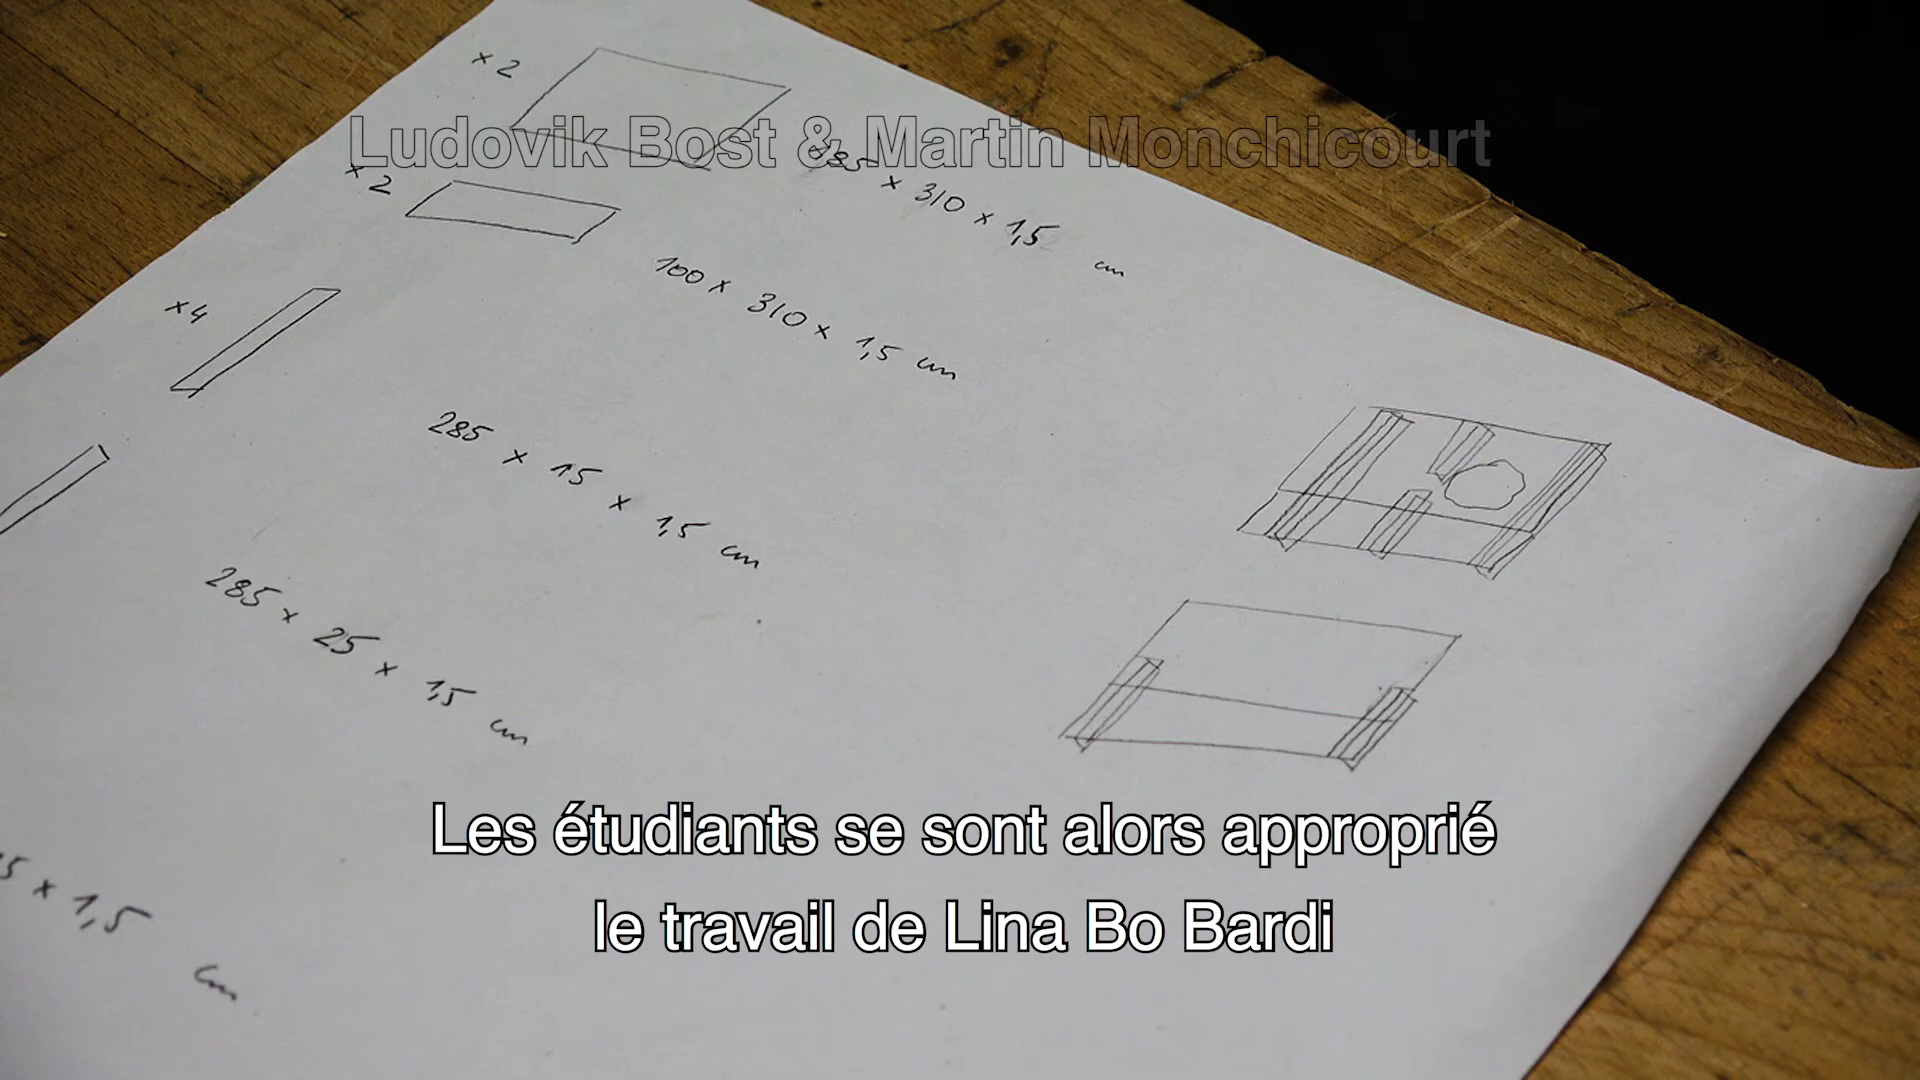 x 2
Ludovik Bost & Martin Monchicourt
x 2
285 x 310 x 1,5 cm
100 x 310 x 1,5 cm
x4
285 x 15 x 1,5 cm
285 x 25 x 1,5 cm
x 1,5 cm
Les étudiants se sont alors approprié
le travail de Lina Bo Bardi